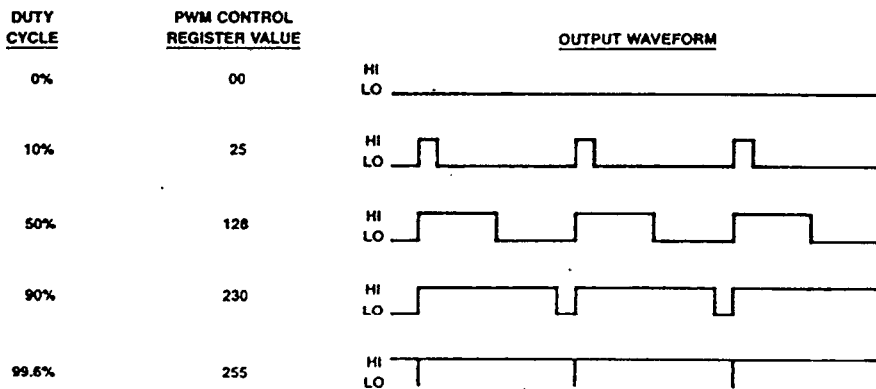 DUTY CYCLE
PWM CONTROL REGISTER VALUE
OUTPUT WAVEFORM
0% 00 HI LO
10% 25 HI LO
50% 128 HI LO
90% 230 HI LO
99.6% 255 HI LO